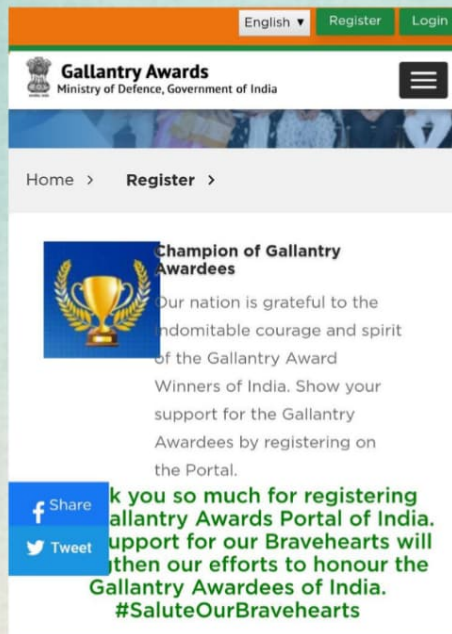 English ▼
Register
Login
Gallantry Awards
Ministry of Defence, Government of India
Home >
Register >
Champion of Gallantry
Awardees
Our nation is grateful to the
indomitable courage and spirit
of the Gallantry Award
Winners of India. Show your
support for the Gallantry
Awardees by registering on
the Portal.
Share
Tweet
k you so much for registering
allantry Awards Portal of India.
upport for our Bravehearts will
then our efforts to honour the
Gallantry Awardees of India.
#SaluteOurBravehearts